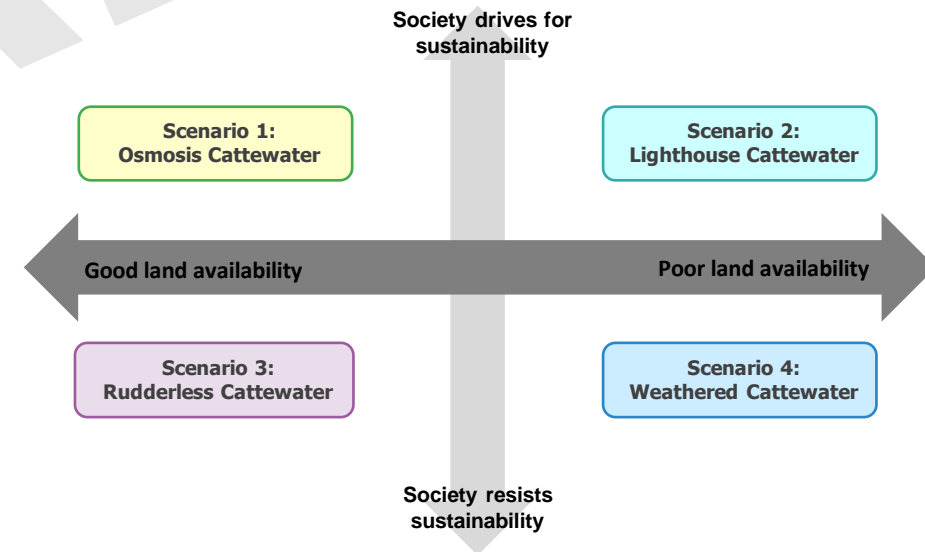 Society drives for
sustainability
Scenario 1:
Osmosis Cattewater
Scenario 2:
Lighthouse Cattewater
Good land availability
Poor land availability
Scenario 3:
Rudderless Cattewater
Scenario 4:
Weathered Cattewater
Society resists
sustainability